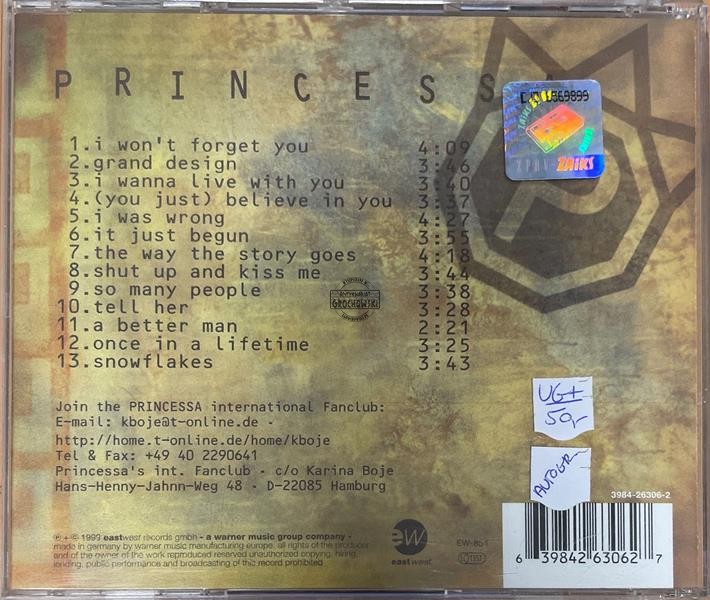 PRINCESSA
CD 1569899
ZAiKS
1.i won't forget you 4:09
2.grand design 3:46
3.i wanna live with you 3:40
4.(you just) believe in you 3:37
5.i was wrong 4:27
6.it just begun 3:55
7.the way the story goes 4:18
8.shut up and kiss me 3:44
9.so many people 3:38
10.tell her 3:28
11.a better man 2:21
12.once in a lifetime 3:25
13.snowflakes 3:43
GROCHOWSKI
Join the PRINCESSA international Fanclub:
E-mail: kboje@t-online.de -
http://home.t-online.de/home/kboje
Tel & Fax: +49 40 2290641
Princessa's int. Fanclub - c/o Karina Boje
Hans-Henny-Jahnn-Weg 48 - D-22085 Hamburg
VG+
50,-
AUTOGR
3984-26306-2
℗ + © 1999 eastwest records gmbh - a warner music group company -
made in germany by warner music manufacturing europe. all rights of the producer
and of the owner of the work reproduced reserved unauthorized copying, hiring,
lending, public performance and broadcasting of this record prohibited
ew
eastwest
6 39842 63062 7